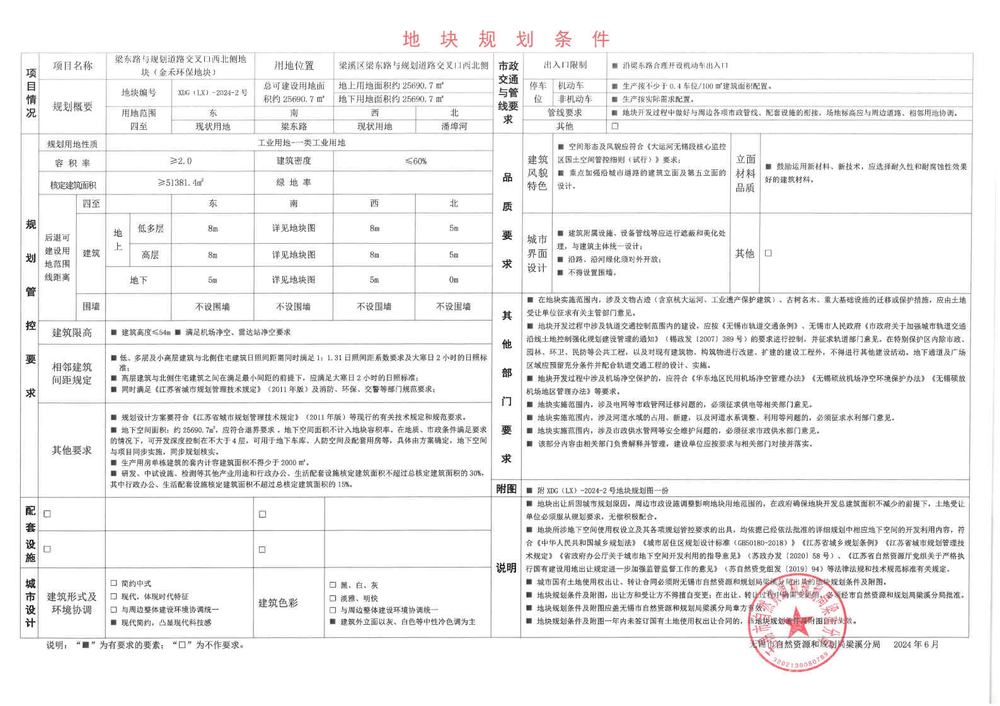 地块规划条件
项目情况
项目名称
梁东路与规划道路交叉口西北侧地
块（金禾环保地块）
用地位置
梁溪区梁东路与规划道路交叉口西北侧
规划概要
地块编号
XDG（LX）-2024-2 号
总可建设用地面
积约 25690.7 ㎡
地上用地面积约 25690.7 ㎡
地下用地面积约 25690.7 ㎡
用地范围
四至
东 南 西 北
现状用地 梁东路 现状用地 潘埠河
规划管控要求
规划用地性质
工业用地-一类工业用地
容积率
≥2.0
建筑密度
≤60%
核定建筑面积
≥51381.4㎡
绿地率
后退可
建设用
地范围
线距离
四至 东 南 西 北
建筑
地上
低多层 8m 详见地块图 8m 5m
高层 8m 详见地块图 8m 5m
地下 5m 详见地块图 5m 0m
围墙 不设围墙 不设围墙 不设围墙 不设围墙
建筑限高
■ 建筑高度≤54m ■ 满足机场净空、雷达站净空要求
相邻建筑
间距规定
■ 低、多层及小高层建筑与北侧住宅建筑日照间距需同时满足 1：1.31 日照间距系数要求及大寒日 2 小时的日照标
准；
■ 高层建筑与北侧住宅建筑之间在满足最小间距的前提下，应满足大寒日 2 小时的日照标准；
■ 同时满足《江苏省城市规划管理技术规定》（2011 年版）及消防、环保、交警等部门规范要求；
其他要求
■ 规划设计方案要符合《江苏省城市规划管理技术规定》（2011 年版）等现行的有关技术规定和规范要求。
■ 地下空间面积：约 25690.7㎡，应符合退界要求 。地下空间面积不计入地块容积率，在地质、市政条件满足要求
的情况下，可开发深度控制在不大于 4 层，可用于地下车库、人防空间及配套用房等，具体由方案确定，地下空间
与项目同步实施，同步规划核实。
■ 生产用房单栋建筑的套内计容建筑面积不得少于 2000 ㎡。
■ 研发、中试设施、检测等其他产业用途和行政办公、生活配套设施核定建筑面积不超过总核定建筑面积的 30%，
其中行政办公、生活配套设施核定建筑面积不超过总核定建筑面积的 15%。
配套设施
□ □
□ □
城市设计
建筑形式及
环境协调
□ 简约中式
□ 现代，体现时代特征
□ 与周边整体建设环境协调统一
■ 现代简约，凸显现代科技感
建筑色彩
□ 黑、白、灰
□ 淡雅、明快
□ 与周边整体建设环境协调统一
■ 建筑外立面以灰、白色等中性冷色调为主
市政
交通
与管
线要
求
出入口限制
■ 沿梁东路合理开设机动车出入口
停车
位
机动车
■ 生产按不少于 0.4 车位/100 ㎡建筑面积配置。
非机动车
■ 生产按实际需求配置。
管线要求
■ 地块开发过程中做好与周边各项市政管线、配套设施的衔接，场地标高应与周边道路、相邻用地协调。
其他
□
品质要求
建筑
风貌
特色
■ 空间形态及风貌应符合《大运河无锡段核心监控
区国土空间管控细则（试行）》要求；
■ 重点加强沿城市道路的建筑立面及第五立面的
设计。
立面
材料
品质
■ 鼓励运用新材料、新技术，应选择耐久性和耐腐蚀性效果
好的建筑材料。
城市
界面
设计
■ 建筑附属设施、设备管线等应进行遮蔽和美化处
理，与建筑主体统一设计；
■ 沿路、沿河绿化须对外开放；
■ 不得设置围墙。
其他
□
其他部门要求
■ 在地块实施范围内，涉及文物古迹（含京杭大运河、工业遗产保护建筑）、古树名木、重大基础设施的迁移或保护措施，应由土地
受让单位征求有关主管部门意见。
■ 地块开发过程中涉及轨道交通控制范围内的建设，应按《无锡市轨道交通条例》、无锡市人民政府《市政府关于加强城市轨道交通
沿线土地控制强化规划建设管理的通知》（锡政发〔2007〕389 号）的要求进行控制，并征求轨道部门意见。在特别保护区内除市政、
园林、环卫、民防等公共工程，以及对现有建筑物、构筑物进行改建、扩建的建设工程外，不得进行其他建设活动。地下通道及广场
区域应预留充分条件并配合轨道交通工程的设计、实施。
■ 地块开发过程中涉及机场净空保护的，应符合《华东地区民用机场净空管理办法》《无锡硕放机场净空环境保护办法》《无锡硕放
机场地区管理办法》等要求。
■ 地块实施范围内，涉及电网等市政管网迁移问题的，必须征求供电等相关部门意见。
■ 地块实施范围内，涉及河道水域的占用、新建，以及河道水系调整、利用等问题的，必须征求水利部门意见。
■ 地块实施范围内，涉及市政供水管网等安全维护问题的，必须征求市政供水部门意见。
■ 该部分内容由相关部门负责解释并管理，建设单位应按要求与相关部门对接并落实。
附图
■ 附 XDG（LX）-2024-2 号地块规划图一份
说明
■ 地块出让后因城市规划原因，周边市政设施调整影响地块用地范围的，在政府确保地块开发总建筑面积不减少的前提下，土地受让
单位必须服从规划要求，无偿积极配合。
■ 地块所涉地下空间使用权设立及其各项规划管控要求的出具，均依据已经依法批准的详细规划中相应地下空间的开发利用内容，符
合《中华人民共和国城乡规划法》《城市居住区规划设计标准（GB50180-2018）》《江苏省城乡规划条例》《江苏省城市规划管理技
术规定》《省政府办公厅关于城市地下空间开发利用的指导意见》（苏政办发〔2020〕58 号）、《江苏省自然资源厅党组关于严格执
行国有建设用地出让规定进一步加强监管监督工作的意见》（苏自然资党组发〔2019〕94）等法律法规和技术规范标准有关规定。
■ 城市国有土地使用权出让、转让合同必须附无锡市自然资源和规划局梁溪分局出具的地块规划条件及附图。
■ 地块规划条件及附图，出让方和受让方不得擅自变更；在出让、转让过程中确需变更的，必须经市自然资源和规划局梁溪分局批准。
■ 地块规划条件及附图应盖无锡市自然资源和规划局梁溪分局章方有效。
■ 地块规划条件及附图一年内未签订国有土地使用权出让合同的，该地块规划条件及附图自行失效。
说明：“■”为有要求的要素；“□”为不作要求。
无锡市自然资源和规划局梁溪分局 2024 年 6 月
无锡市自然资源和规划局梁溪分局
3202130080789